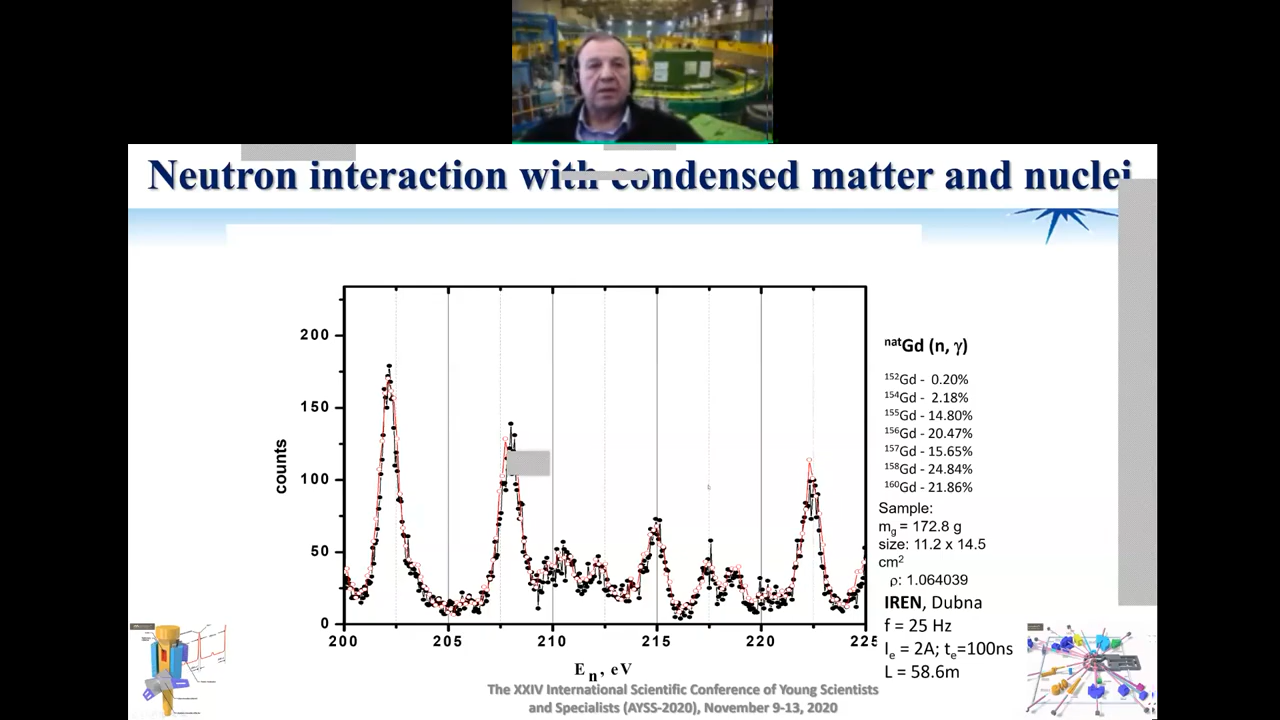 Neutron interaction with condensed matter and nuclei
200
150
100
50
0
counts
200 205 210 215 220 225
En, eV
natGd (n, γ)
152Gd - 0.20%
154Gd - 2.18%
155Gd - 14.80%
156Gd - 20.47%
157Gd - 15.65%
158Gd - 24.84%
160Gd - 21.86%
Sample:
mg = 172.8 g
size: 11.2 x 14.5
cm2
ρ: 1.064039
IREN, Dubna
f = 25 Hz
Ie = 2A; te=100ns
L = 58.6m
The XXIV International Scientific Conference of Young Scientists
and Specialists (AYSS-2020), November 9-13, 2020